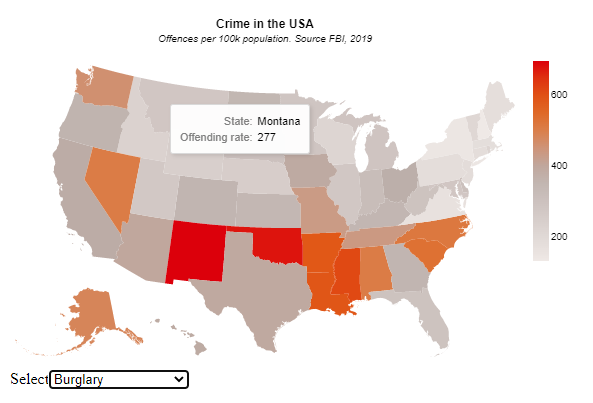 Crime in the USA
Offences per 100k population. Source FBI, 2019
State: Montana
Offending rate: 277
600
400
200
Select Burglary